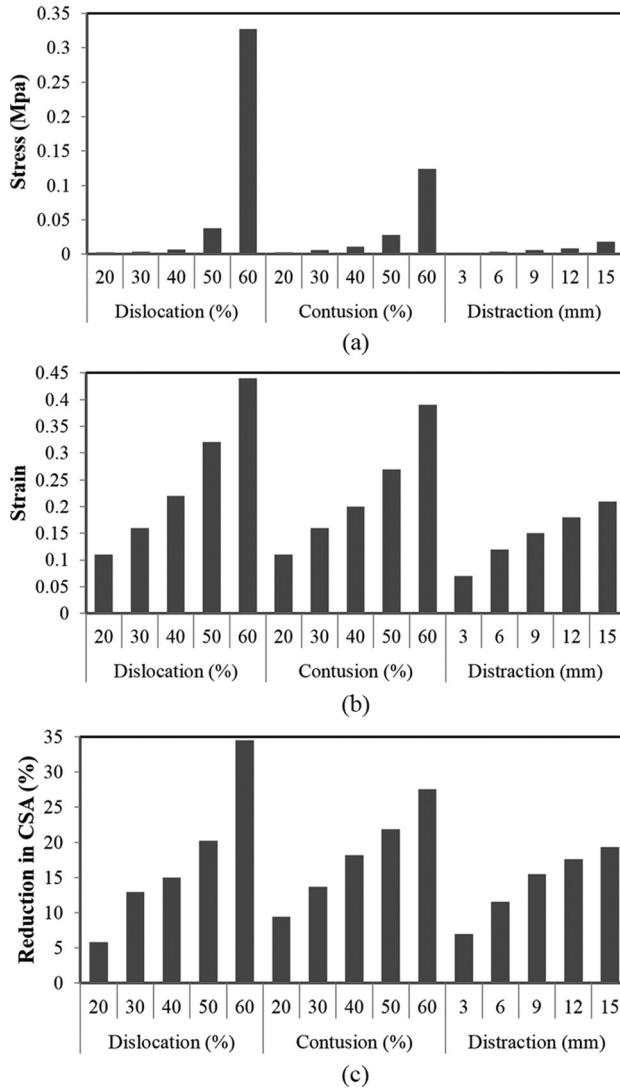 0.35
0.3
0.25
0.2
0.15
0.1
0.05
0
Stress (Mpa)
20 30 40 50 60 20 30 40 50 60 3 6 9 12 15
Dislocation (%) Contusion (%) Distraction (mm)
(a)
0.45
0.4
0.35
0.3
0.25
0.2
0.15
0.1
0.05
0
Strain
20 30 40 50 60 20 30 40 50 60 3 6 9 12 15
Dislocation (%) Contusion (%) Distraction (mm)
(b)
35
30
25
20
15
10
5
0
Reduction in CSA (%)
20 30 40 50 60 20 30 40 50 60 3 6 9 12 15
Dislocation (%) Contusion (%) Distraction (mm)
(c)